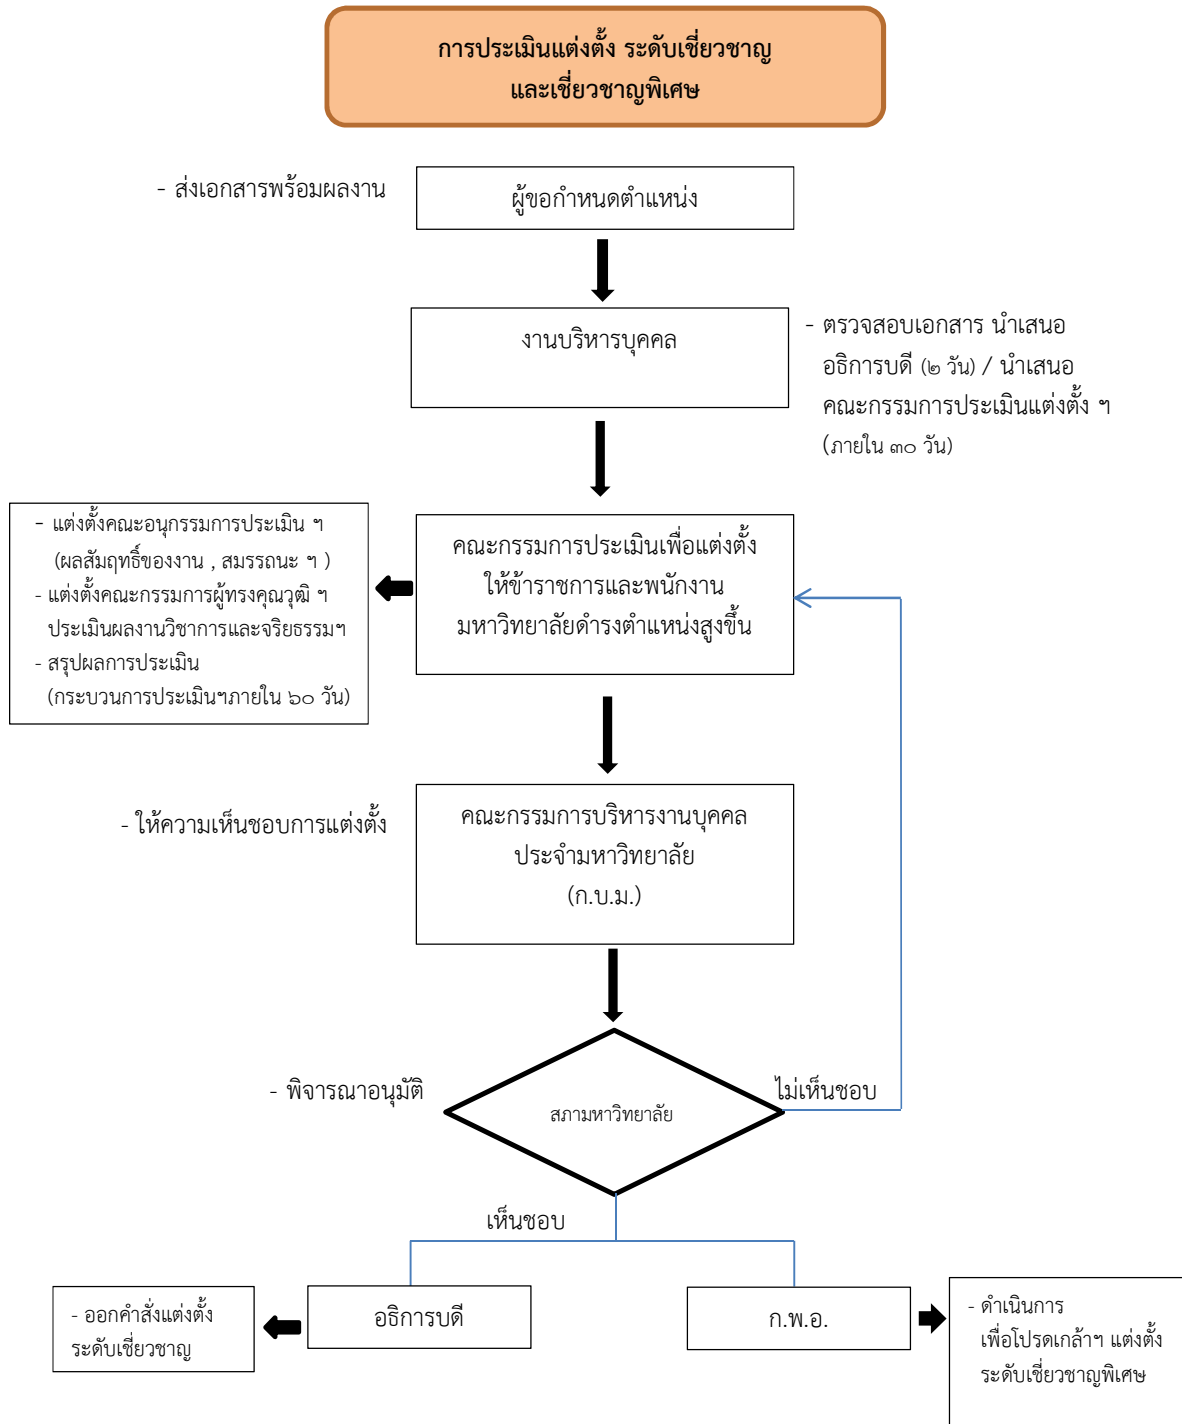 การประเมินแต่งตั้ง ระดับเชี่ยวชาญ
และเชี่ยวชาญพิเศษ
- ส่งเอกสารพร้อมผลงาน
ผู้ขอกำหนดตำแหน่ง
งานบริหารบุคคล
- ตรวจสอบเอกสาร นำเสนอ
อธิการบดี (๒ วัน) / นำเสนอ
คณะกรรมการประเมินแต่งตั้ง ฯ
(ภายใน ๓๐ วัน)
- แต่งตั้งคณะอนุกรรมการประเมิน ฯ
(ผลสัมฤทธิ์ของงาน , สมรรถนะ ฯ )
- แต่งตั้งคณะกรรมการผู้ทรงคุณวุฒิ ฯ
ประเมินผลงานวิชาการและจริยธรรมฯ
- สรุปผลการประเมิน
(กระบวนการประเมินฯภายใน ๖๐ วัน)
คณะกรรมการประเมินเพื่อแต่งตั้ง
ให้ข้าราชการและพนักงาน
มหาวิทยาลัยดำรงตำแหน่งสูงขึ้น
- ให้ความเห็นชอบการแต่งตั้ง
คณะกรรมการบริหารงานบุคคล
ประจำมหาวิทยาลัย
(ก.บ.ม.)
- พิจารณาอนุมัติ
สภามหาวิทยาลัย
ไม่เห็นชอบ
เห็นชอบ
- ออกคำสั่งแต่งตั้ง
ระดับเชี่ยวชาญ
อธิการบดี
ก.พ.อ.
- ดำเนินการ
เพื่อโปรดเกล้าฯ แต่งตั้ง
ระดับเชี่ยวชาญพิเศษ